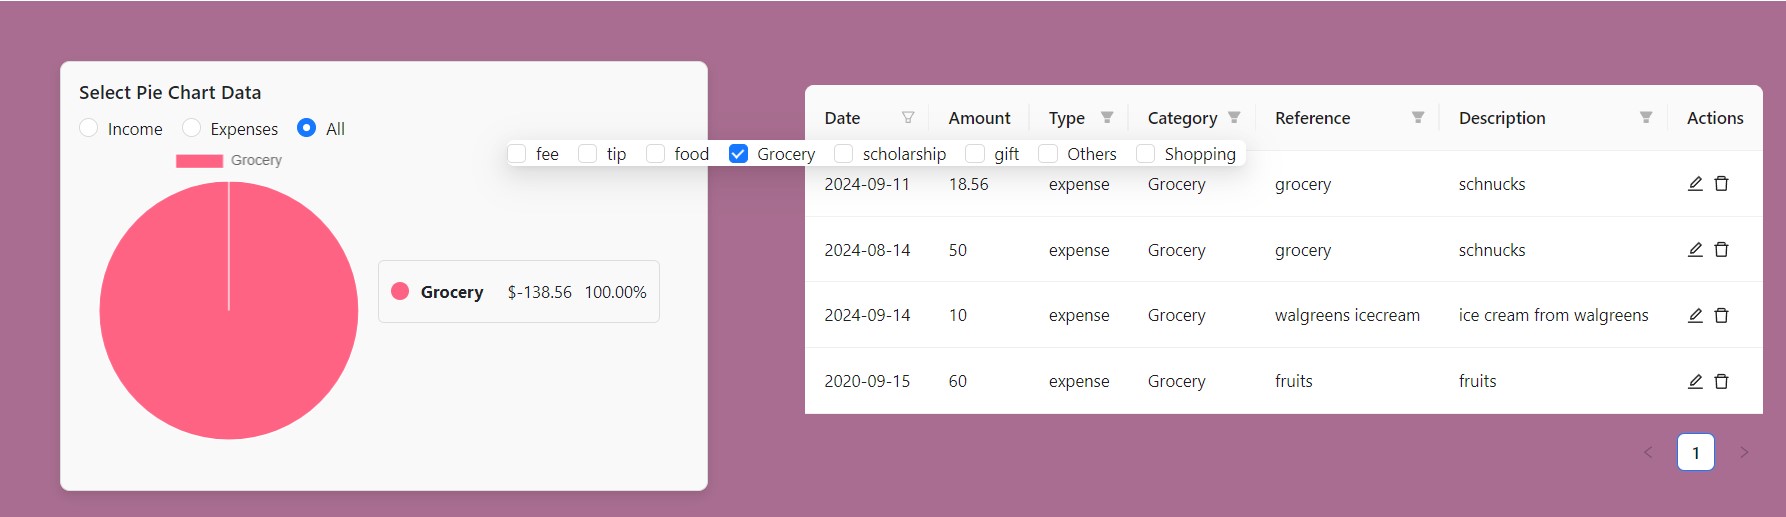 Select Pie Chart Data
Income Expenses All
Grocery
Grocery $-138.56 100.00%
fee tip food Grocery scholarship gift Others Shopping
Date Amount Type Category Reference Description Actions
2024-09-11 18.56 expense Grocery grocery schnucks
2024-08-14 50 expense Grocery grocery schnucks
2024-09-14 10 expense Grocery walgreens icecream ice cream from walgreens
2020-09-15 60 expense Grocery fruits fruits
1